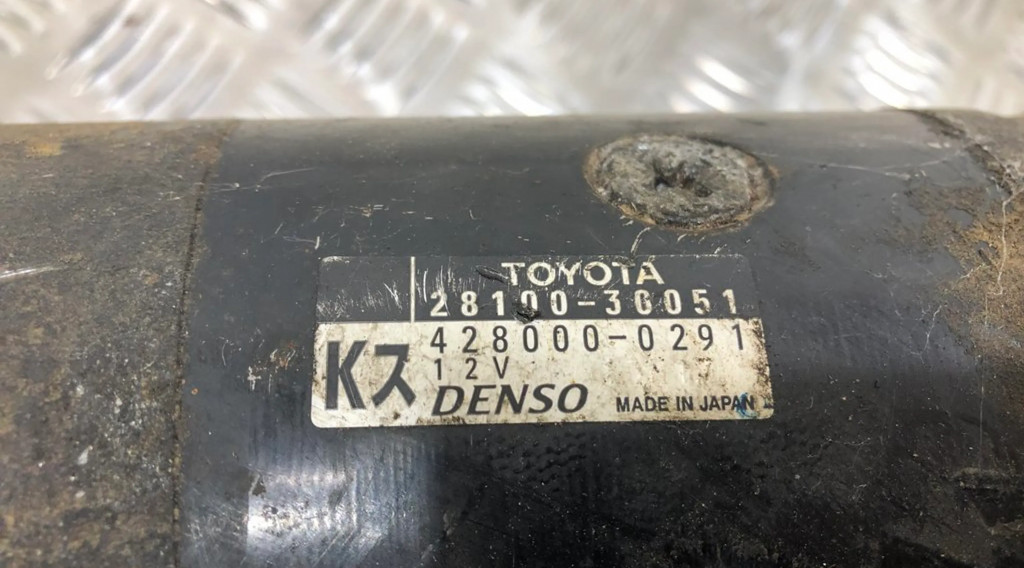 TOYOTA
28100-30051
428000-0291
12V
Kス
DENSO
MADE IN JAPAN